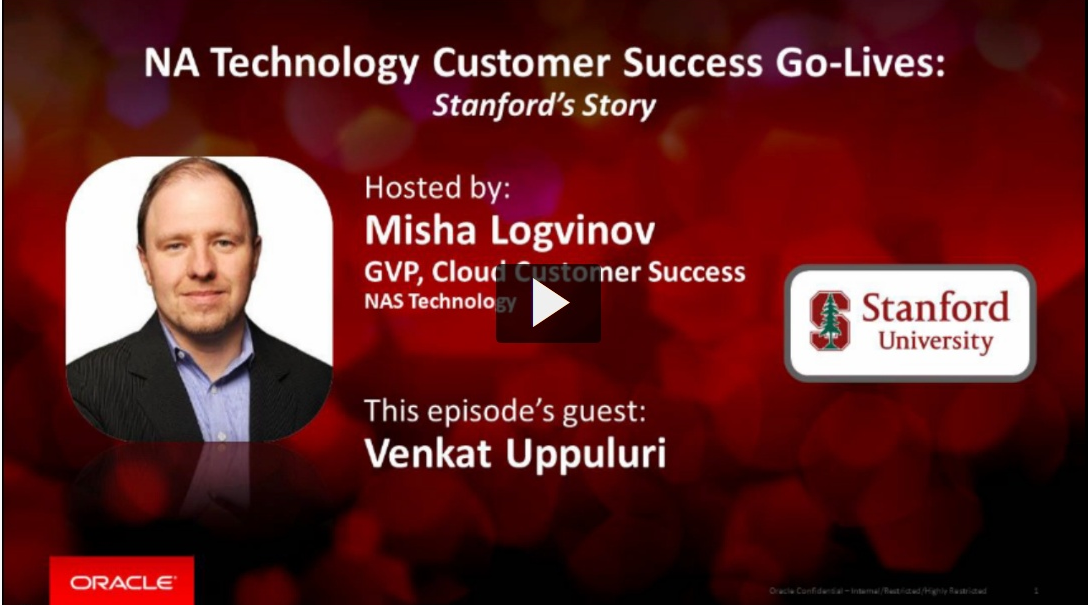 NA Technology Customer Success Go-Lives:
Stanford's Story
Hosted by:
Misha Logvinov
GVP, Cloud Customer Success
NAS Technology
Stanford
University
This episode's guest:
Venkat Uppuluri
ORACLE®
Oracle Confidential – Internal/Restricted/Highly Restricted
1